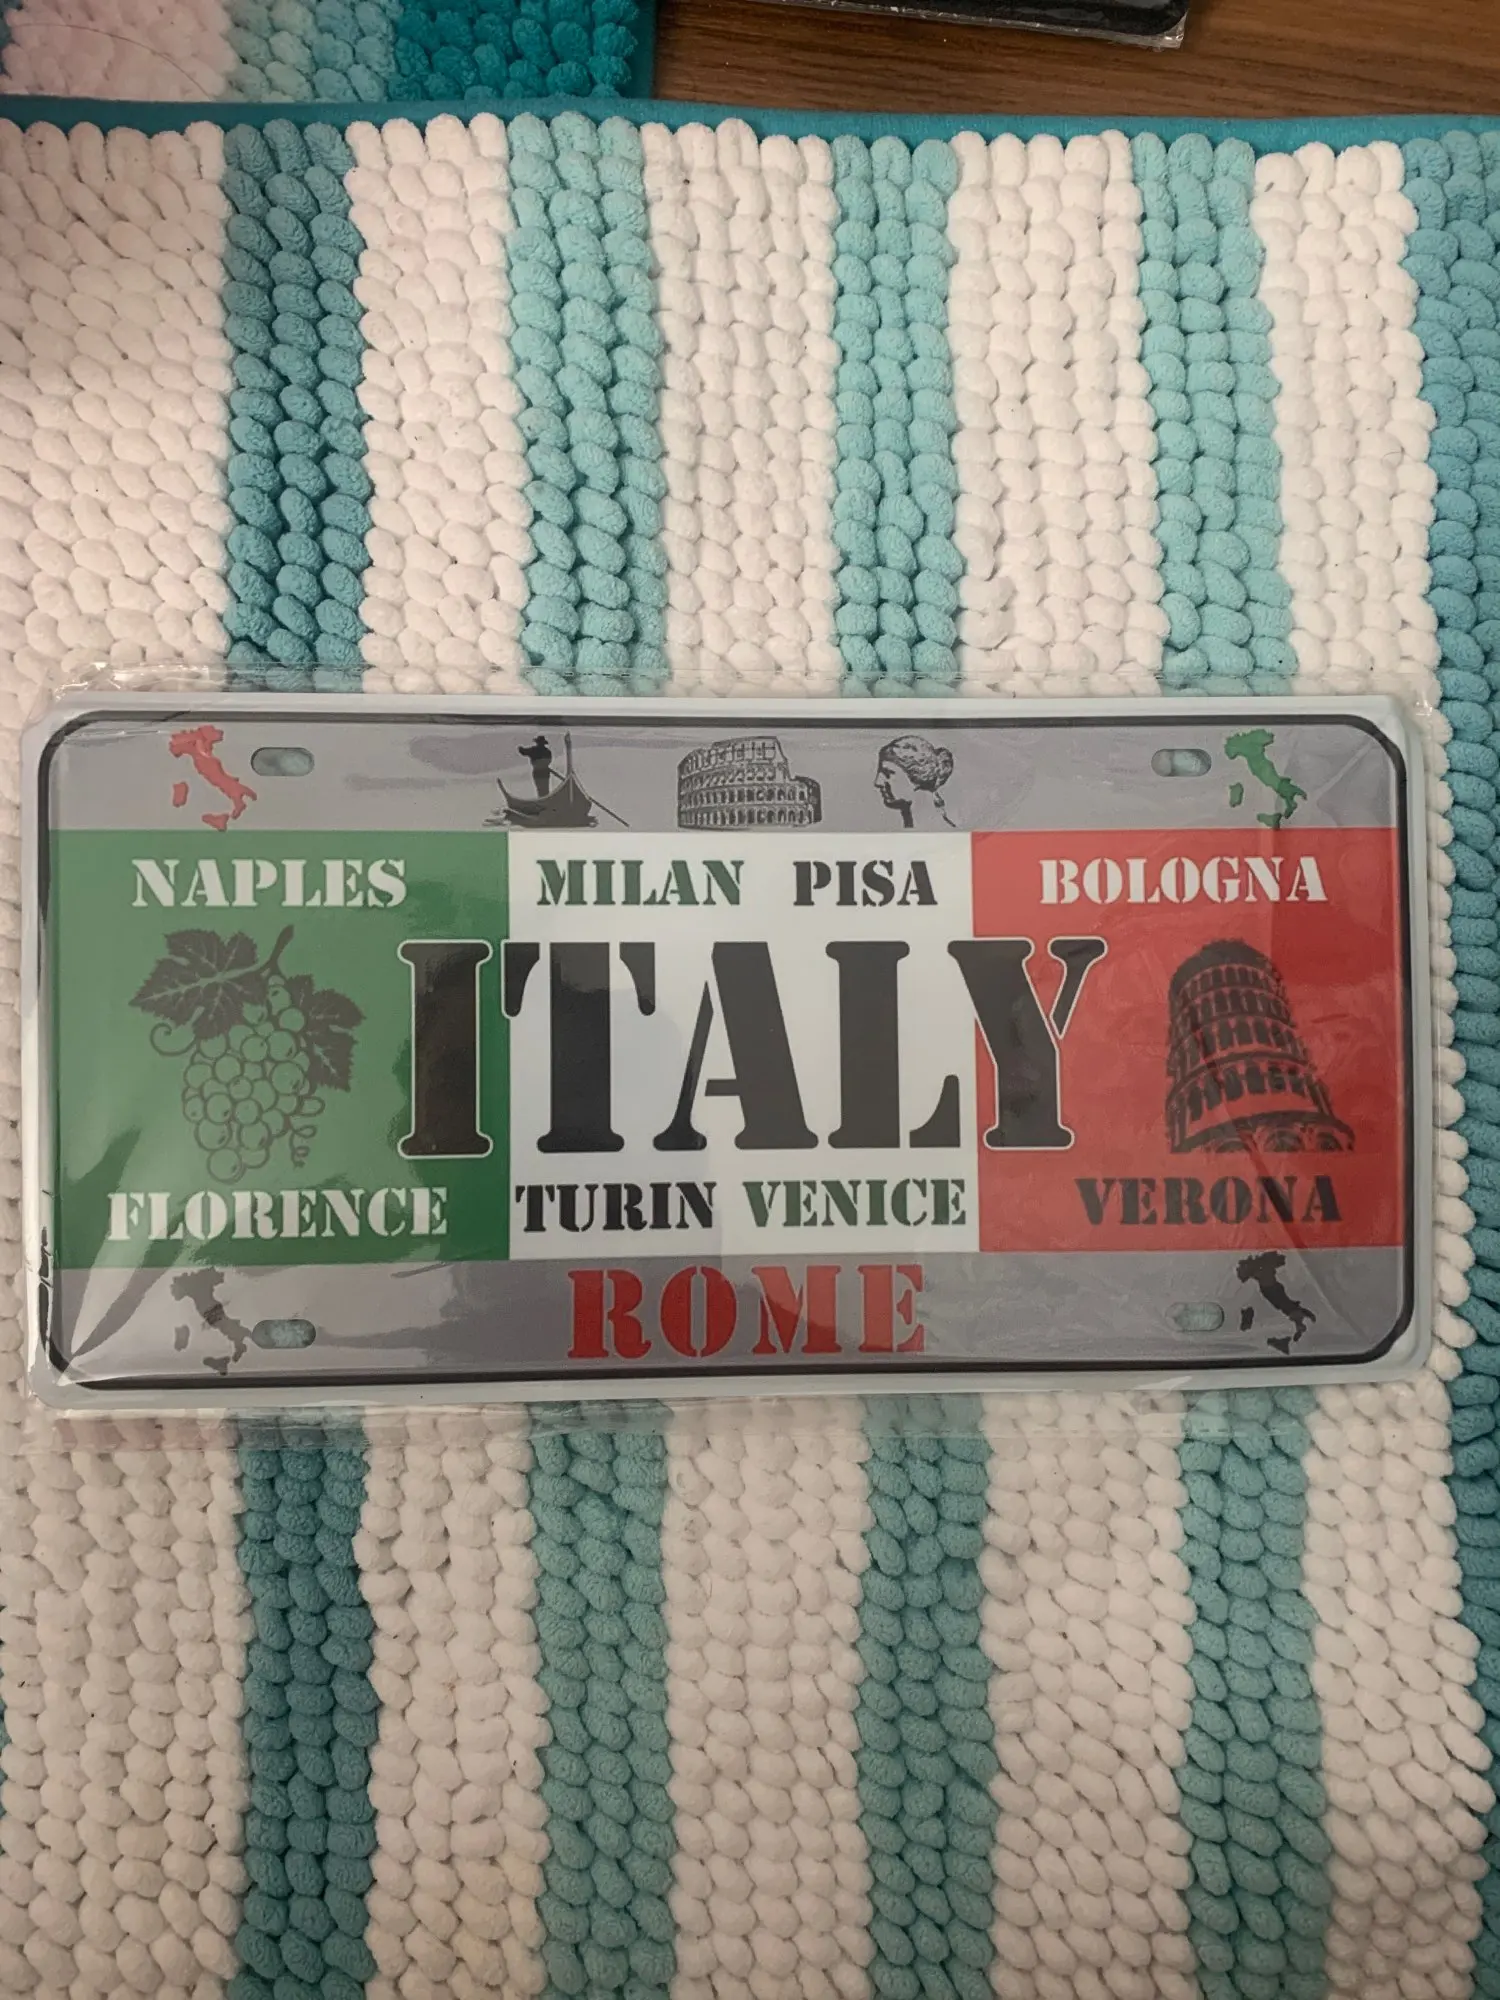 NAPLES MILAN PISA BOLOGNA
ITALY
FLORENCE TURIN VENICE VERONA
ROME